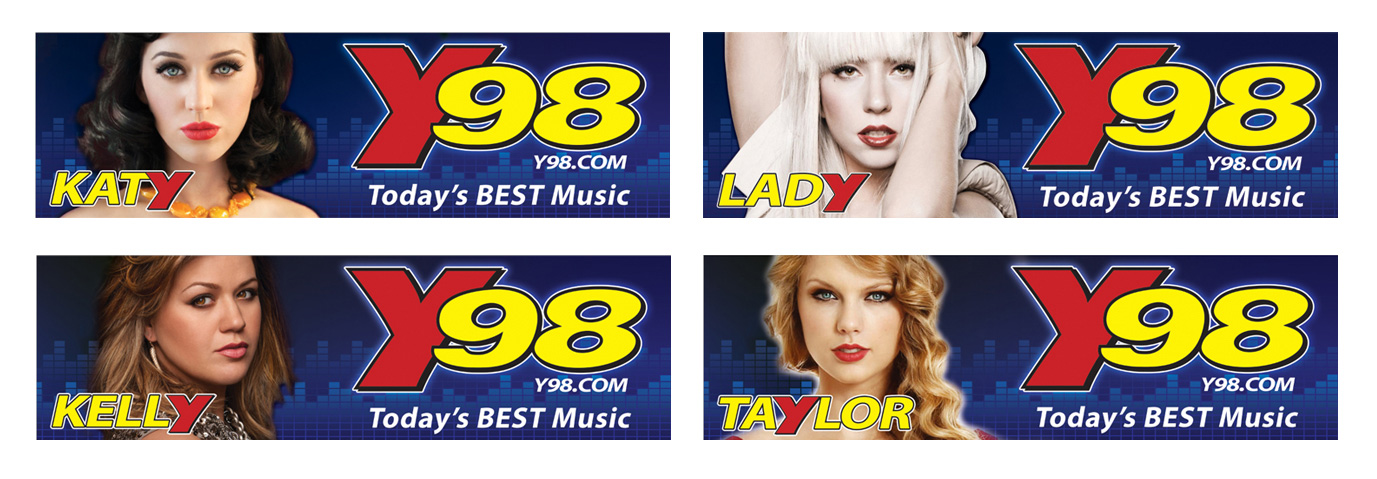 Y98
Y98.COM
KATY
Today's BEST Music
Y98
Y98.COM
LADY
Today's BEST Music
Y98
Y98.COM
KELLY
Today's BEST Music
Y98
Y98.COM
TAYLOR
Today's BEST Music